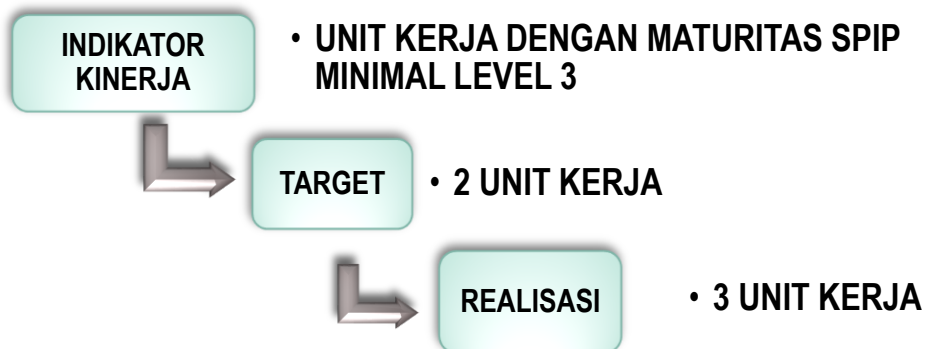 INDIKATOR
KINERJA
• UNIT KERJA DENGAN MATURITAS SPIP
MINIMAL LEVEL 3
TARGET
• 2 UNIT KERJA
REALISASI
• 3 UNIT KERJA